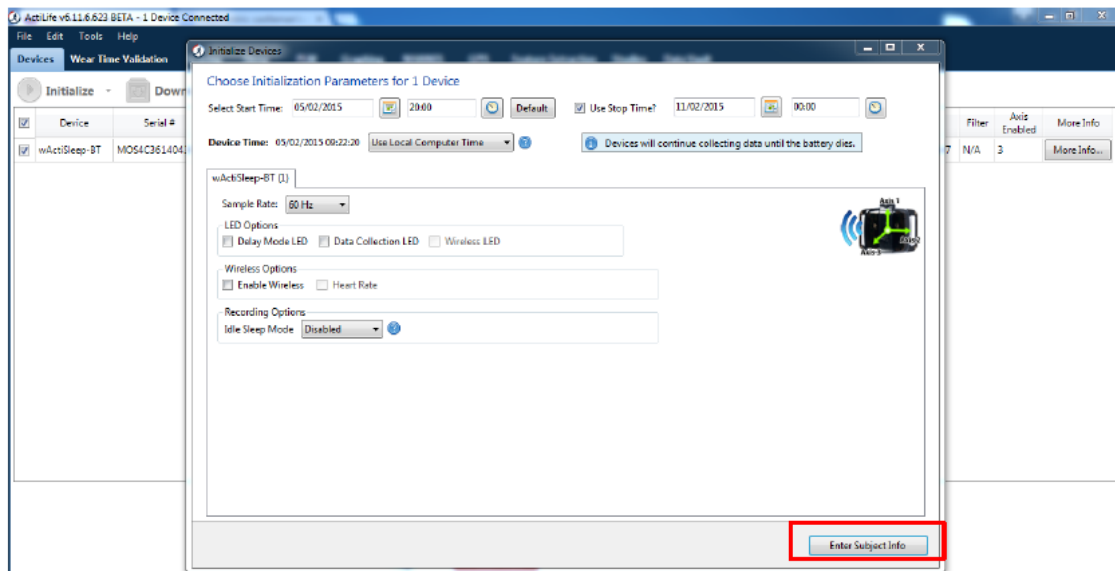 ActiLife v6.11.6.623 BETA - 1 Device Connected
File Edit Tools Help
Devices Wear Time Validation
Initialize Down
Device Serial # Filter Axis Enabled More Info
wActiSleep-BT MOS4C3614042 7 N/A 3 More Info...
Initialize Devices
Choose Initialization Parameters for 1 Device
Select Start Time: 05/02/2015 20:00 Default Use Stop Time? 11/02/2015 00:00
Device Time: 05/02/2015 09:22:20 Use Local Computer Time Devices will continue collecting data until the battery dies.
wActiSleep-BT (1)
Sample Rate: 60 Hz
LED Options
Delay Mode LED Data Collection LED Wireless LED
Wireless Options
Enable Wireless Heart Rate
Recording Options
Idle Sleep Mode Disabled
Axis 1
Axis 2
Axis 3
Enter Subject Info